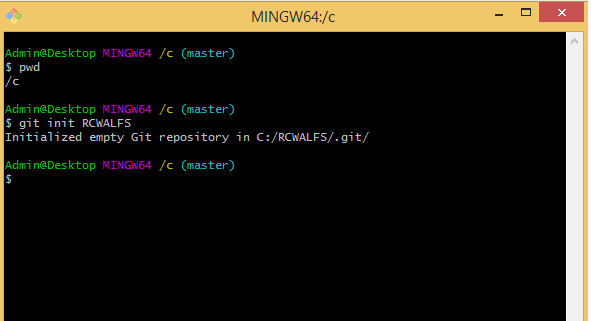 MINGW64:/c
Admin@Desktop MINGW64 /c (master)
$ pwd
/c
Admin@Desktop MINGW64 /c (master)
$ git init RCWALFS
Initialized empty Git repository in C:/RCWALFS/.git/
Admin@Desktop MINGW64 /c (master)
$